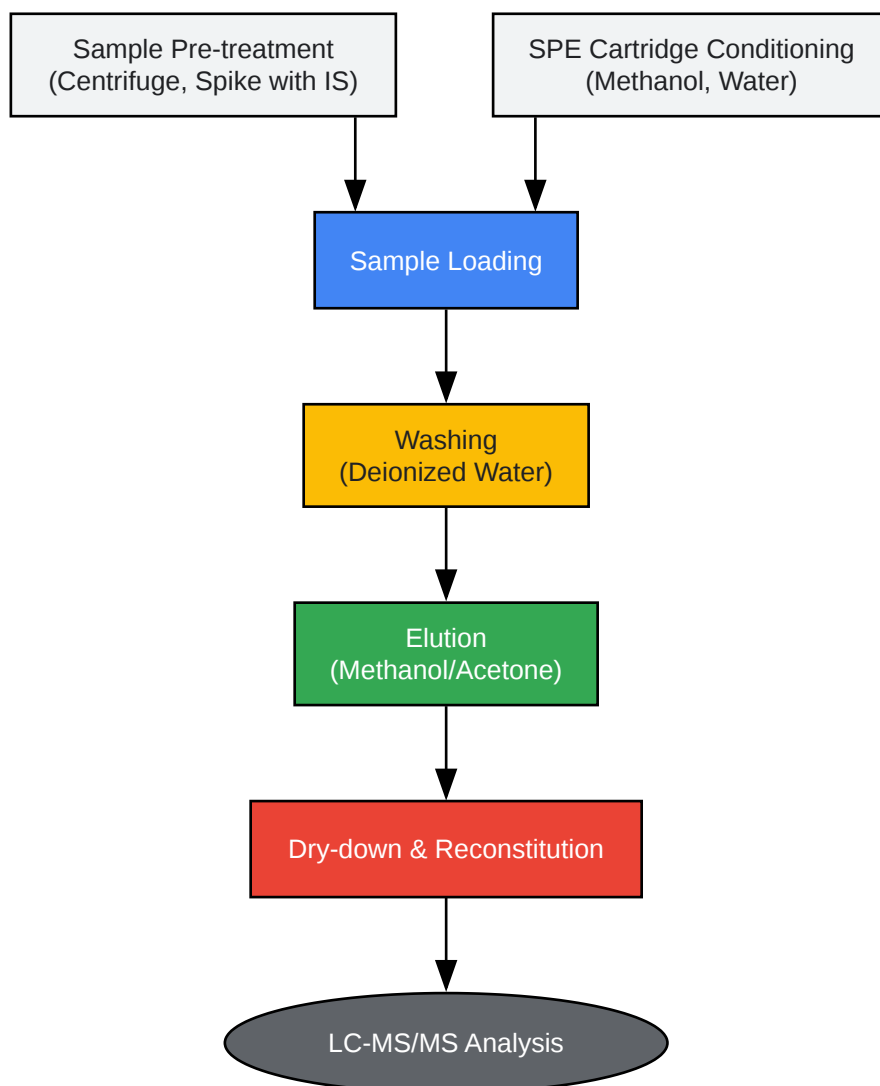 Sample Pre-treatment
(Centrifuge, Spike with IS)
SPE Cartridge Conditioning
(Methanol, Water)
Sample Loading
Washing
(Deionized Water)
Elution
(Methanol/Acetone)
Dry-down & Reconstitution
LC-MS/MS Analysis